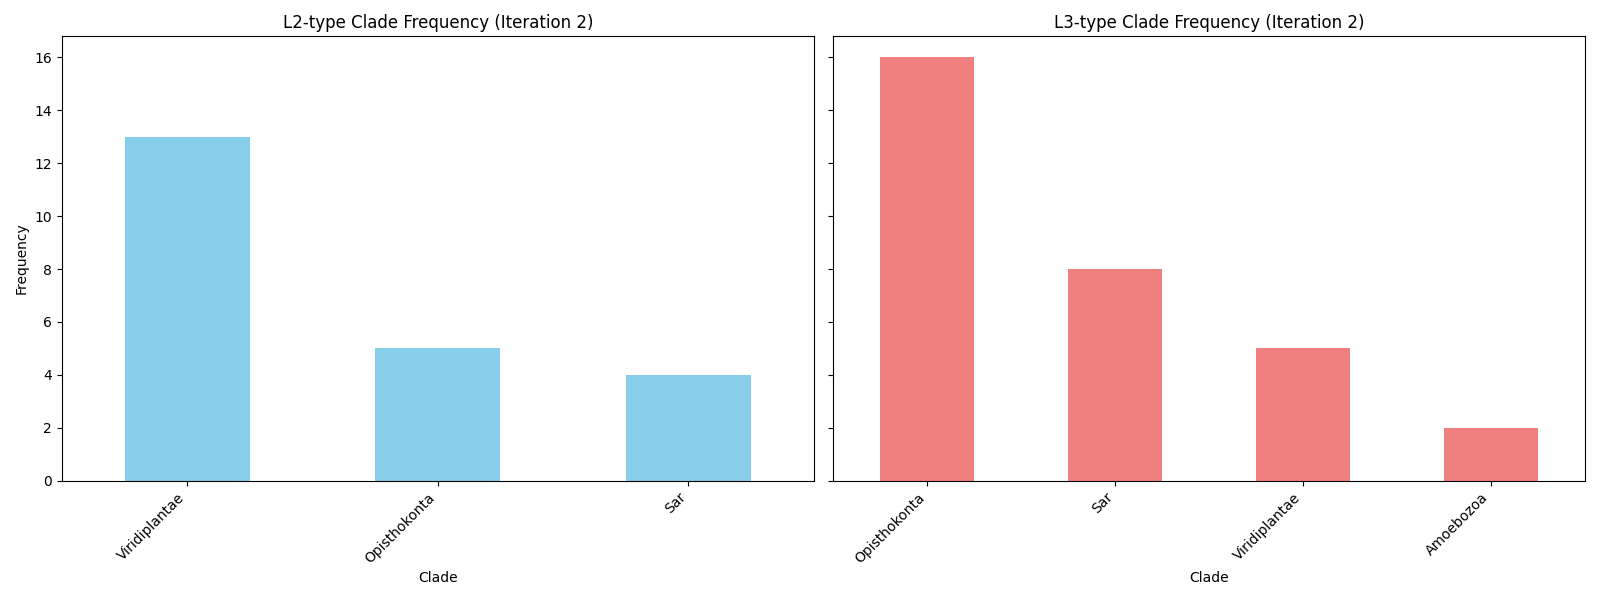 L2-type Clade Frequency (Iteration 2)
Frequency
16
14
12
10
8
6
4
2
0
Viridiplantae
Opisthokonta
Sar
Clade
L3-type Clade Frequency (Iteration 2)
Opisthokonta
Sar
Viridiplantae
Amoebozoa
Clade